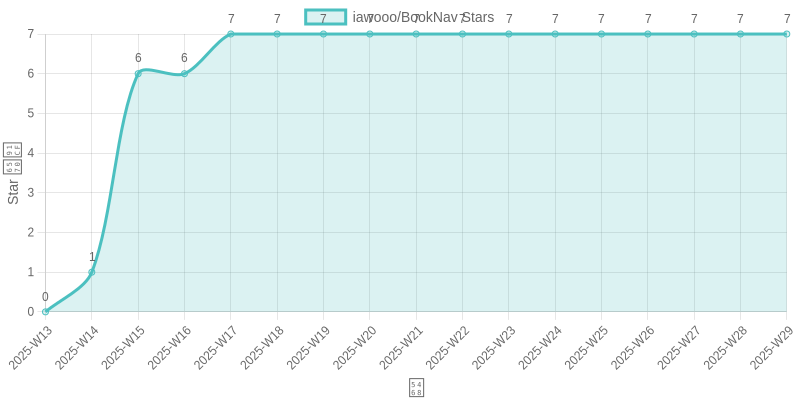 iawooo/BookNav Stars
7 7 7 7 7 7 7 7 7 7 7 7 7
6 6
1
0
7
6
5
4
3
2
1
0
Star
2025-W13
2025-W14
2025-W15
2025-W16
2025-W17
2025-W18
2025-W19
2025-W20
2025-W21
2025-W22
2025-W23
2025-W24
2025-W25
2025-W26
2025-W27
2025-W28
2025-W29